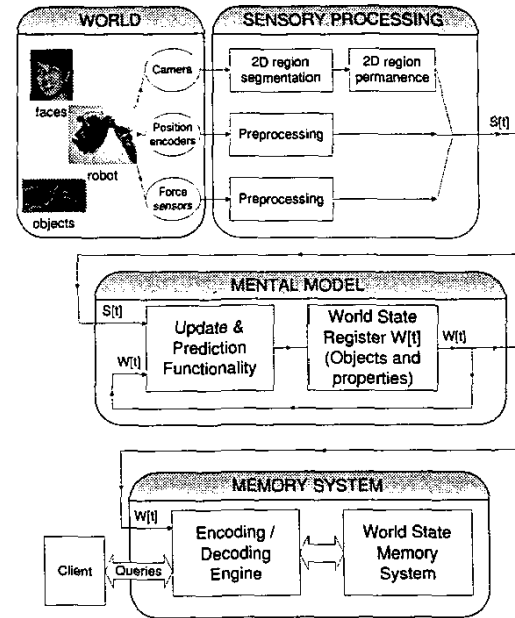 WORLD
SENSORY PROCESSING
faces
robot
objects
Camera
Position
encoders
Force
sensors
2D region
segmentation
2D region
permanence
Preprocessing
Preprocessing
S[t]
MENTAL MODEL
S[t]
W[t]
Update &
Prediction
Functionality
World State
Register W[t]
(Objects and
properties)
W[t]
MEMORY SYSTEM
W[t]
Client
Queries
Encoding /
Decoding
Engine
World State
Memory
System